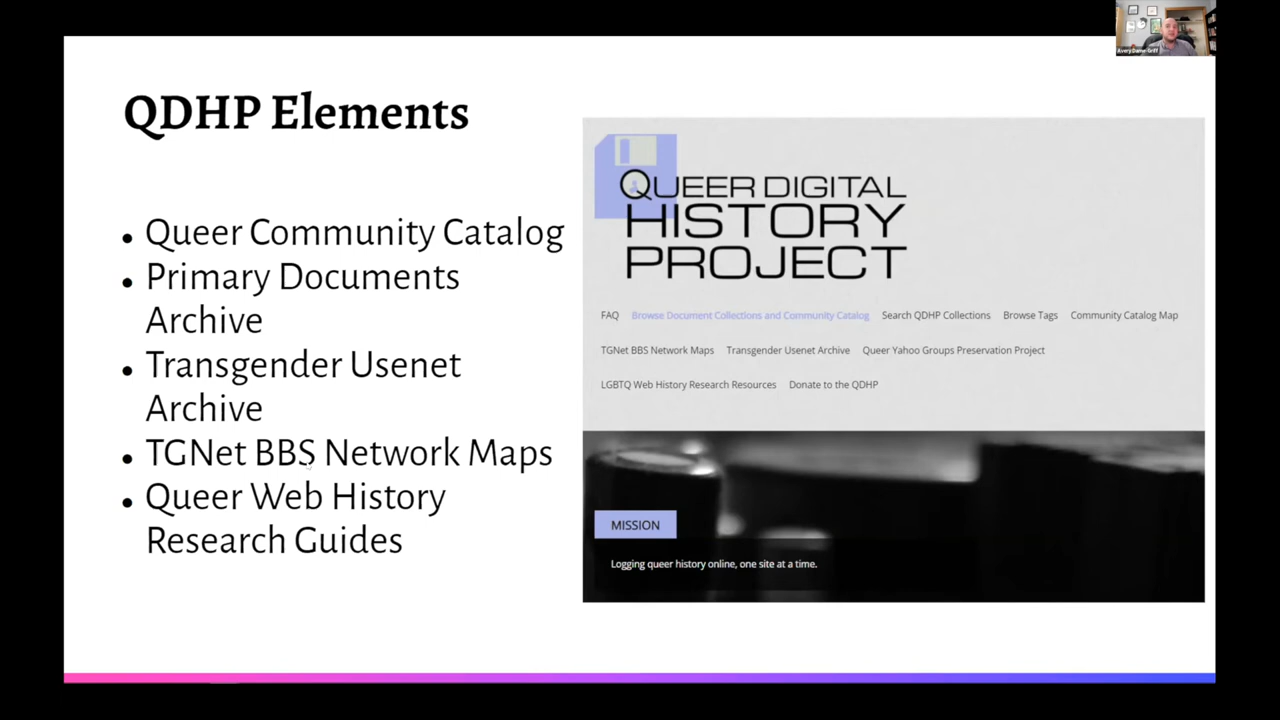 QDHP Elements
Queer Community Catalog
Primary Documents
Archive
Transgender Usenet
Archive
TGNet BBS Network Maps
Queer Web History
Research Guides
QUEER DIGITAL
HISTORY
PROJECT
FAQ Browse Document Collections and Community Catalog Search QDHP Collections Browse Tags Community Catalog Map
TGNet BBS Network Maps Transgender Usenet Archive Queer Yahoo Groups Preservation Project
LGBTQ Web History Research Resources Donate to the QDHP
MISSION
Logging queer history online, one site at a time.
Avery Dame-Griff